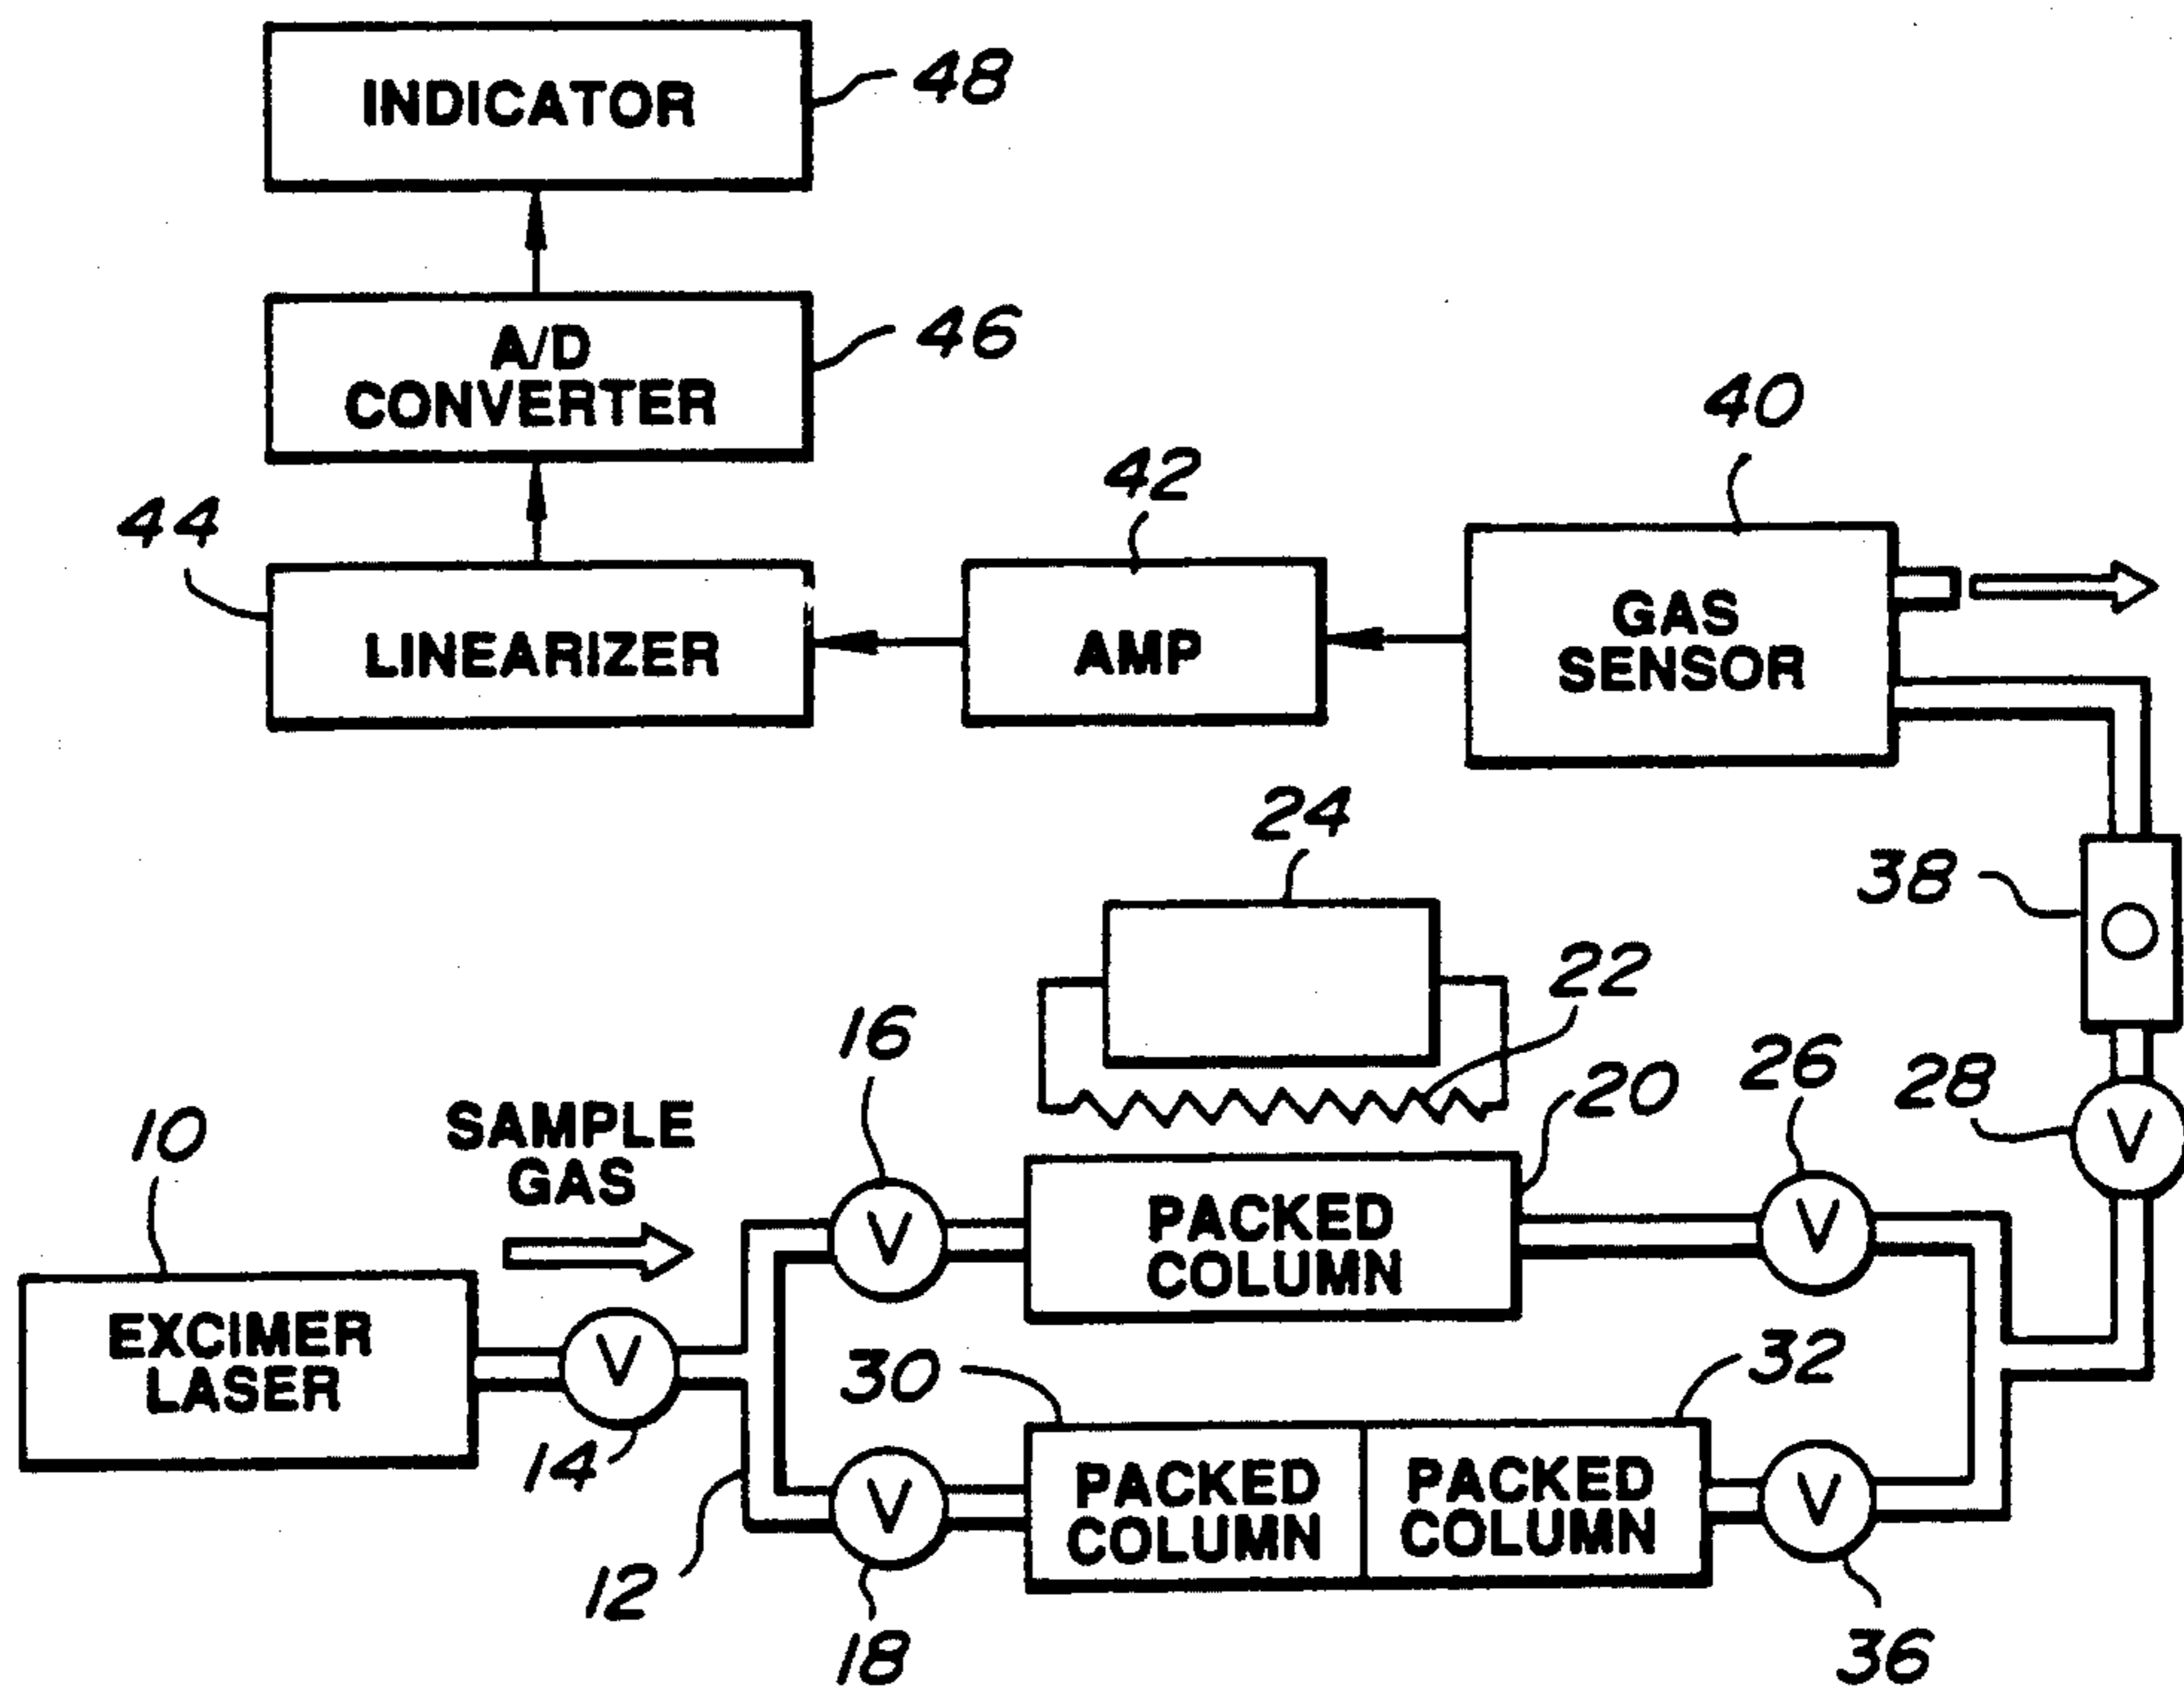 INDICATOR
48
A/D
CONVERTER
46
44
LINEARIZER
42
AMP
40
GAS
SENSOR
24
38
22
16
20
26
28
10
SAMPLE
GAS
V
V
PACKED
COLUMN
V
EXCIMER
LASER
V
14
30
32
12
V
18
PACKED
COLUMN
PACKED
COLUMN
V
36